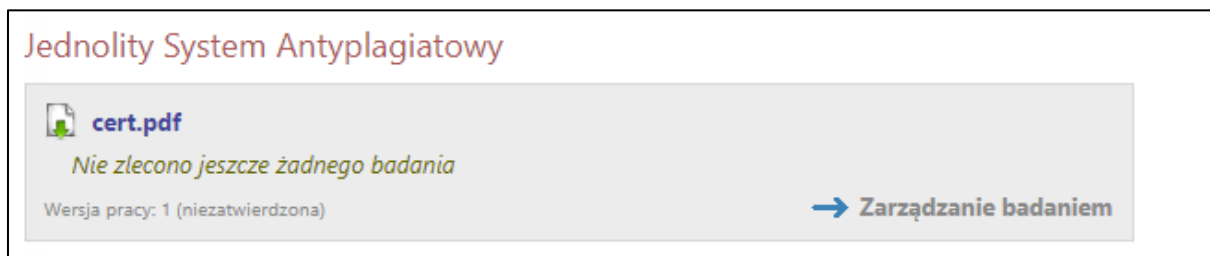 Jednolity System Antyplagiatowy
cert.pdf
Nie zlecono jeszcze żadnego badania
Wersja pracy: 1 (niezatwierdzona)
Zarządzanie badaniem